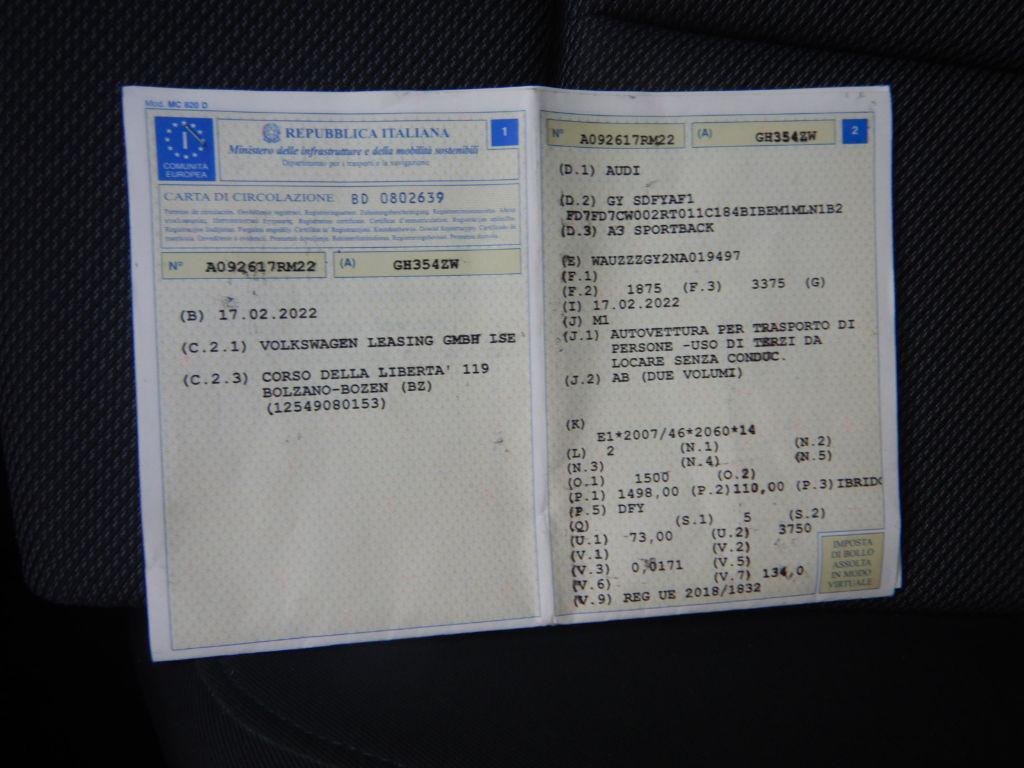 Mod. MC 820 D
COMUNITÀ
EUROPEA
REPUBBLICA ITALIANA
1
Ministero delle infrastrutture e della mobilità sostenibili
Dipartimento per i trasporti e la navigazione
CARTA DI CIRCOLAZIONE BD 0802639
N° A092617RM22 (A) GH354ZW
(B) 17.02.2022
(C.2.1) VOLKSWAGEN LEASING GMBH ISE
(C.2.3) CORSO DELLA LIBERTA' 119
BOLZANO-BOZEN (BZ)
(12549080153)
N° A092617RM22 (A) GH354ZW 2
(D.1) AUDI
(D.2) GY SDFYAF1
FD7FD7CW002RT011C184BIBEM1MLN1B2
(D.3) A3 SPORTBACK
(E) WAUZZZGY2NA019497
(F.1)
(F.2) 1875 (F.3) 3375 (G)
(I) 17.02.2022
(J) M1
(J.1) AUTOVETTURA PER TRASPORTO DI
PERSONE -USO DI TERZI DA
LOCARE SENZA CONDUC.
(J.2) AB (DUE VOLUMI)
(K)
E1*2007/46*2060*14
(L) 2 (N.1) (N.2)
(N.3) (N.4) (N.5)
(O.1) 1500 (O.2)
(P.1) 1498,00 (P.2)110,00 (P.3)IBRIDO
(P.5) DFY
(Q) (S.1) 5 (S.2)
(U.1) 73,00 (U.2) 3750
(V.1) (V.2)
(V.3) 0,0171 (V.5)
(V.6) (V.7) 134,0
(V.9) REG UE 2018/1832
IMPOSTA
DI BOLLO
ASSOLTA
IN MODO
VIRTUALE